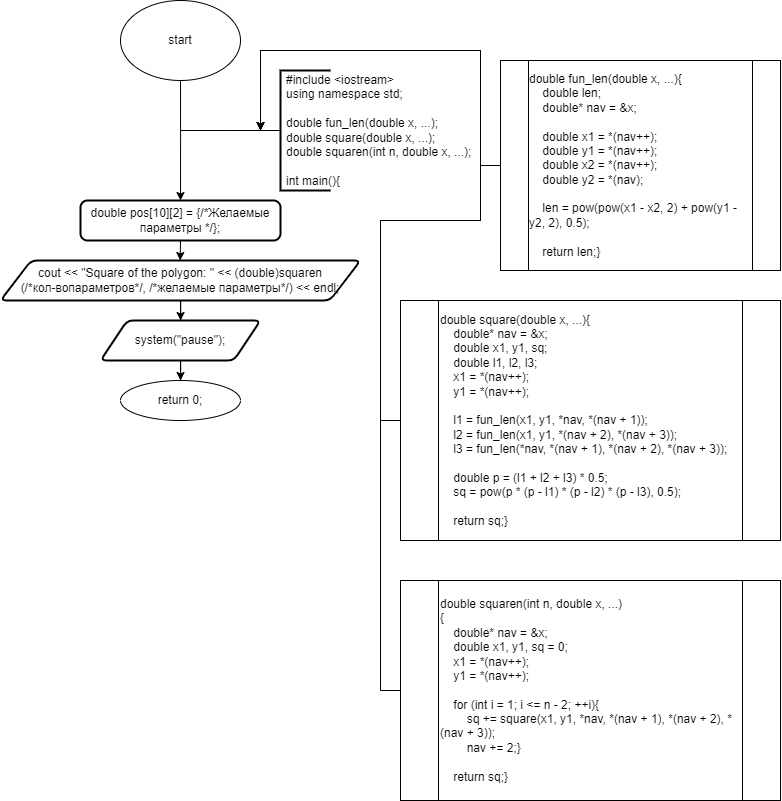 start
#include <iostream>
using namespace std;
double fun_len(double x, ...);
double square(double x, ...);
double squaren(int n, double x, ...);
int main(){
double pos[10][2] = {/*Желаемые
параметры */};
cout << "Square of the polygon: " << (double)squaren
(/*кол-вопараметров*/, /*желаемые параметры*/) << endl;
system("pause");
return 0;
double fun_len(double x, ...){
double len;
double* nav = &x;
double x1 = *(nav++);
double y1 = *(nav++);
double x2 = *(nav++);
double y2 = *(nav);
len = pow(pow(x1 - x2, 2) + pow(y1 -
y2, 2), 0.5);
return len;}
double square(double x, ...){
double* nav = &x;
double x1, y1, sq;
double l1, l2, l3;
x1 = *(nav++);
y1 = *(nav++);
l1 = fun_len(x1, y1, *nav, *(nav + 1));
l2 = fun_len(x1, y1, *(nav + 2), *(nav + 3));
l3 = fun_len(*nav, *(nav + 1), *(nav + 2), *(nav + 3));
double p = (l1 + l2 + l3) * 0.5;
sq = pow(p * (p - l1) * (p - l2) * (p - l3), 0.5);
return sq;}
double squaren(int n, double x, ...)
{
double* nav = &x;
double x1, y1, sq = 0;
x1 = *(nav++);
y1 = *(nav++);
for (int i = 1; i <= n - 2; ++i){
sq += square(x1, y1, *nav, *(nav + 1), *(nav + 2), *
(nav + 3));
nav += 2;}
return sq;}